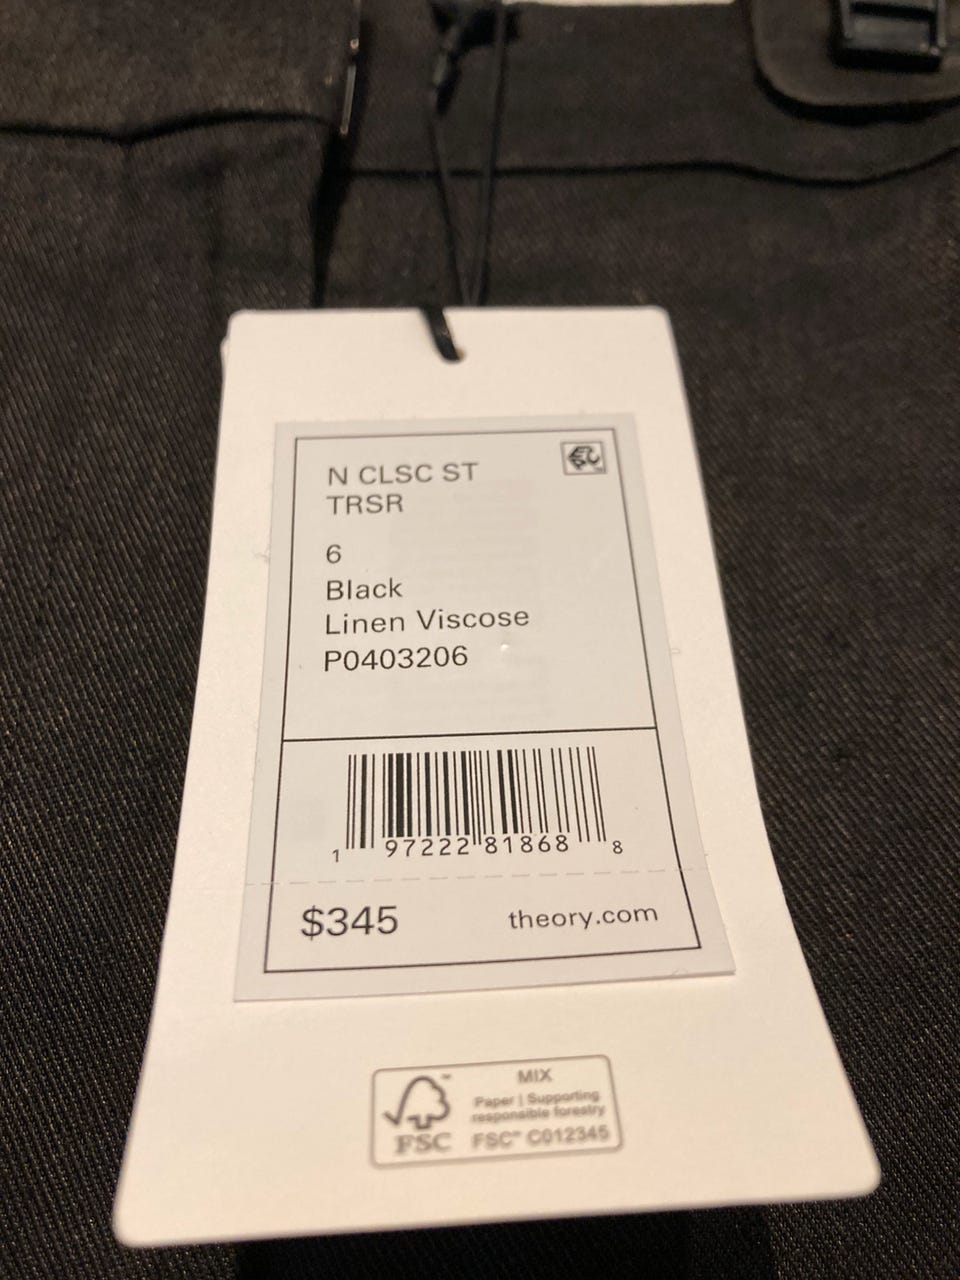 N CLSC ST
TRSR
6
Black
Linen Viscose
P0403206
1 97222 81868 8
$345 theory.com
MIX
Paper | Supporting
responsible forestry
FSC FSC™ C012345